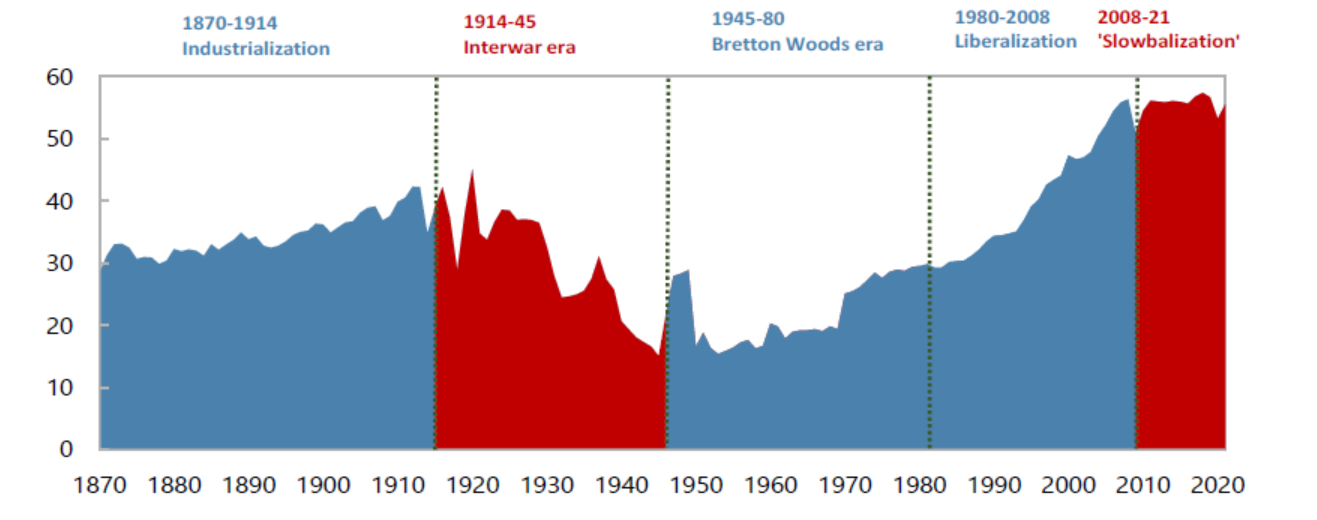 1870-1914
Industrialization
1914-45
Interwar era
1945-80
Bretton Woods era
1980-2008
Liberalization
2008-21
'Slowbalization'
60
50
40
30
20
10
0
1870 1880 1890 1900 1910 1920 1930 1940 1950 1960 1970 1980 1990 2000 2010 2020